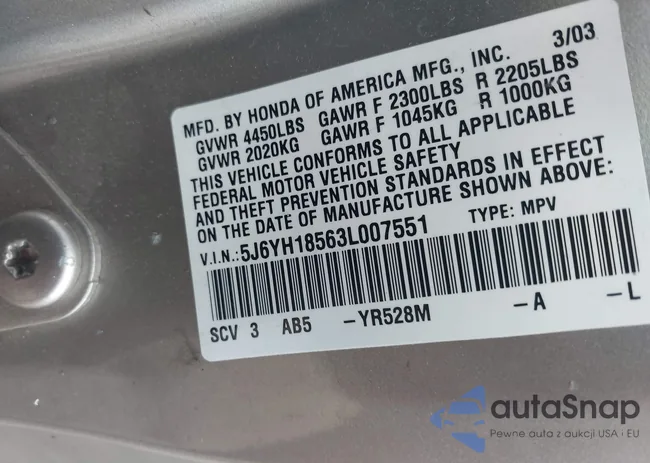 3/03
MFD. BY HONDA OF AMERICA MFG., INC.
GVWR 4450LBS GAWR F 2300LBS R 2205LBS
GVWR 2020KG GAWR F 1045KG R 1000KG
THIS VEHICLE CONFORMS TO ALL APPLICABLE
FEDERAL MOTOR VEHICLE SAFETY
AND THEFT PREVENTION STANDARDS IN EFFECT
ON THE DATE OF MANUFACTURE SHOWN ABOVE:
V.I.N.:5J6YH18563L007551 TYPE: MPV
SCV 3 AB5 -YR528M -A -L
autaSnap
Pewne auta z aukcji USA i EU